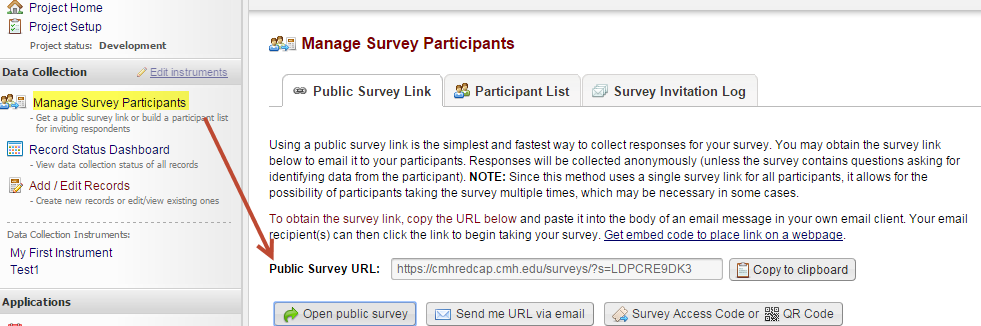 Project Home
Project Setup
Project status: Development
Data Collection
Edit instruments
Manage Survey Participants
- Get a public survey link or build a participant list
for inviting respondents
Record Status Dashboard
- View data collection status of all records
Add / Edit Records
- Create new records or edit/view existing ones
Data Collection Instruments:
My First Instrument
Test1
Applications
Manage Survey Participants
Public Survey Link
Participant List
Survey Invitation Log
Using a public survey link is the simplest and fastest way to collect responses for your survey. You may obtain the survey link
below to email it to your participants. Responses will be collected anonymously (unless the survey contains questions asking for
identifying data from the participant). NOTE: Since this method uses a single survey link for all participants, it allows for the
possibility of participants taking the survey multiple times, which may be necessary in some cases.
To obtain the survey link, copy the URL below and paste it into the body of an email message in your own email client. Your email
recipient(s) can then click the link to begin taking your survey. Get embed code to place link on a webpage.
Public Survey URL: https://cmhredcap.cmh.edu/surveys/?s=LDPCRE9DK3 Copy to clipboard
Open public survey
Send me URL via email
Survey Access Code or QR Code